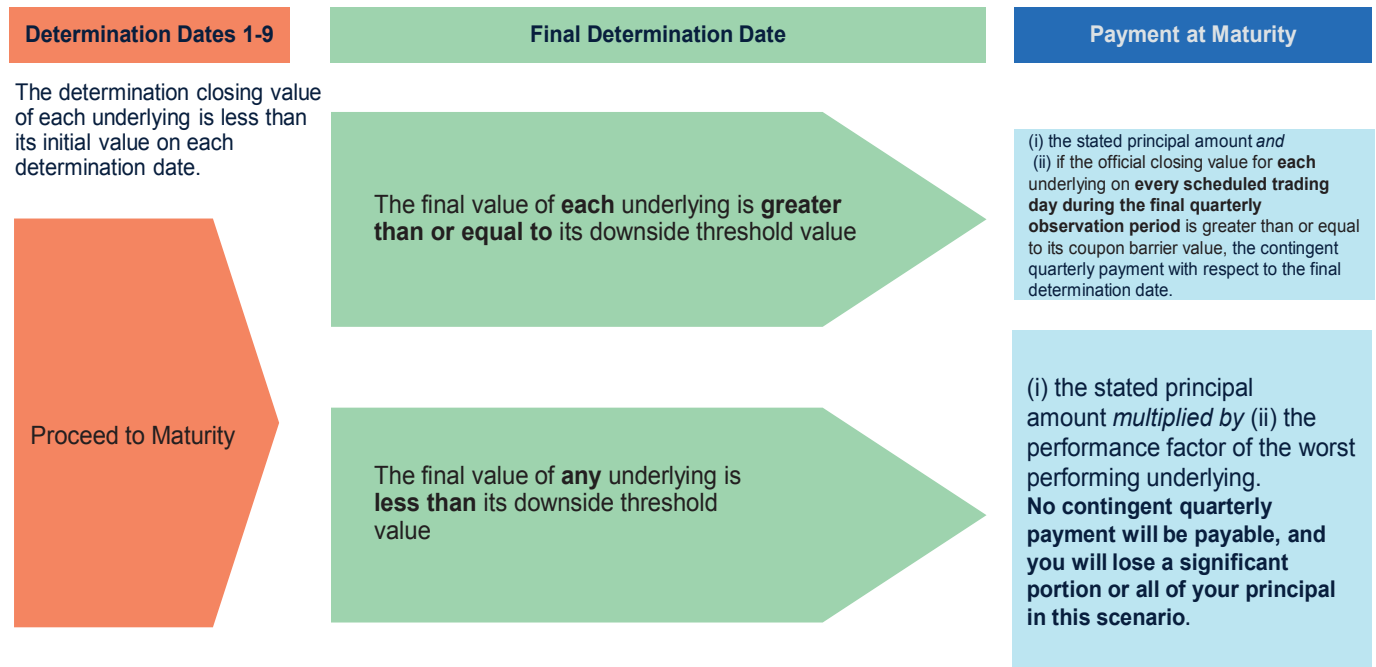 Determination Dates 1-9
Final Determination Date
Payment at Maturity
The determination closing value
of each underlying is less than
its initial value on each
determination date.
Proceed to Maturity
The final value of each underlying is greater
than or equal to its downside threshold value
(i) the stated principal amount and
(ii) if the official closing value for each
underlying on every scheduled trading
day during the final quarterly
observation period is greater than or equal
to its coupon barrier value, the contingent
quarterly payment with respect to the final
determination date.
The final value of any underlying is
less than its downside threshold
value
(i) the stated principal
amount multiplied by (ii) the
performance factor of the worst
performing underlying.
No contingent quarterly
payment will be payable, and
you will lose a significant
portion or all of your principal
in this scenario.